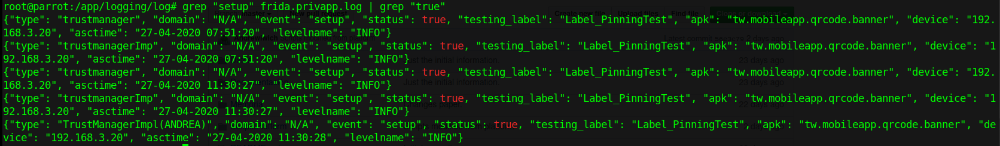 root@parrot:/app/logging/log# grep "setup" frida.privapp.log | grep "true"
{"type": "trustmanager", "domain": "N/A", "event": "setup", "status": true, "testing_label": "Label_PinningTest", "apk": "tw.mobileapp.qrcode.banner", "device": "192.
168.3.20", "asctime": "27-04-2020 07:51:20", "levelname": "INFO"}
{"type": "trustmanagerImp", "domain": "N/A", "event": "setup", "status": true, "testing_label": "Label_PinningTest", "apk": "tw.mobileapp.qrcode.banner", "device": "1
92.168.3.20", "asctime": "27-04-2020 07:51:20", "levelname": "INFO"}
{"type": "trustmanager", "domain": "N/A", "event": "setup", "status": true, "testing_label": "Label_PinningTest", "apk": "tw.mobileapp.qrcode.banner", "device": "192.
168.3.20", "asctime": "27-04-2020 11:30:27", "levelname": "INFO"}
{"type": "trustmanagerImp", "domain": "N/A", "event": "setup", "status": true, "testing_label": "Label_PinningTest", "apk": "tw.mobileapp.qrcode.banner", "device": "1
92.168.3.20", "asctime": "27-04-2020 11:30:27", "levelname": "INFO"}
{"type": "TrustManagerImpl(ANDREA)", "domain": "N/A", "event": "setup", "status": true, "testing_label": "Label_PinningTest", "apk": "tw.mobileapp.qrcode.banner", "de
vice": "192.168.3.20", "asctime": "27-04-2020 11:30:28", "levelname": "INFO"}